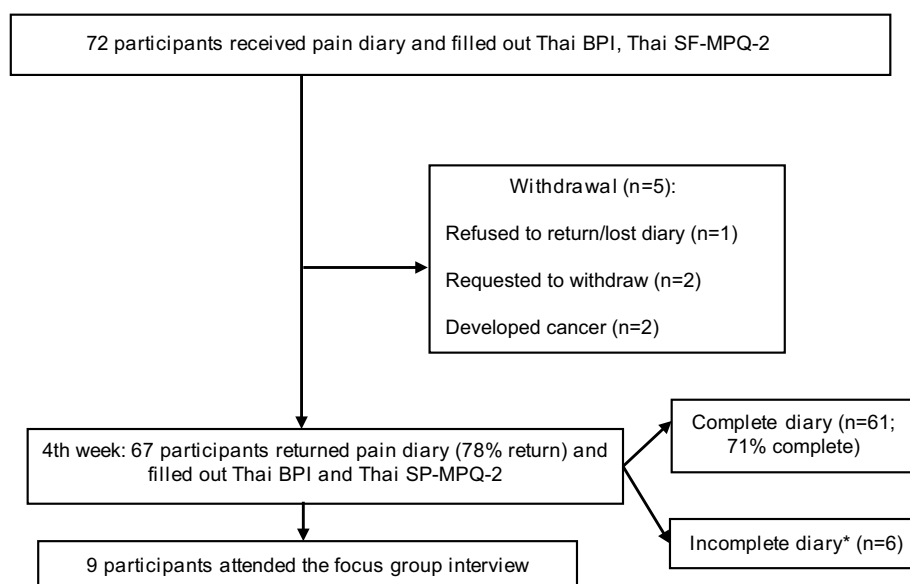 72 participants received pain diary and filled out Thai BPI, Thai SF-MPQ-2
Withdrawal (n=5):
Refused to return/lost diary (n=1)
Requested to withdraw (n=2)
Developed cancer (n=2)
4th week: 67 participants returned pain diary (78% return) and
filled out Thai BPI and Thai SP-MPQ-2
Complete diary (n=61;
71% complete)
Incomplete diary* (n=6)
9 participants attended the focus group interview